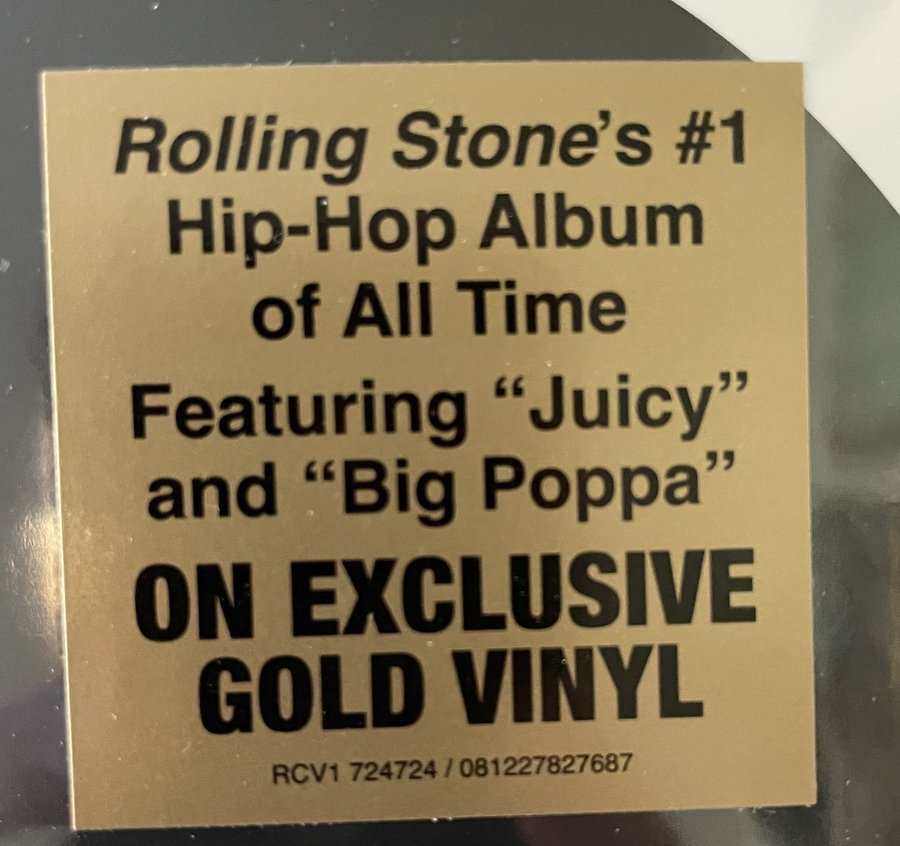 Rolling Stone’s #1
Hip-Hop Album
of All Time
Featuring “Juicy”
and “Big Poppa”
ON EXCLUSIVE
GOLD VINYL
RCV1 724724 / 081227827687